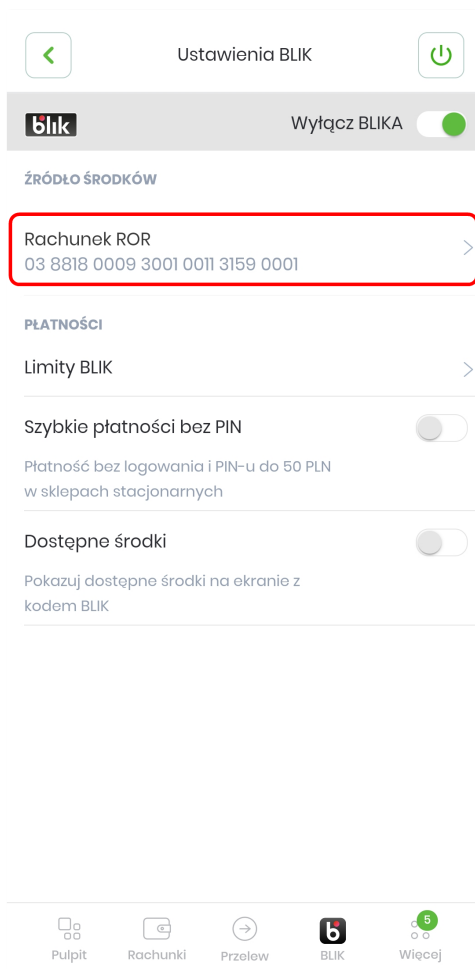 Ustawienia BLIK
blik
Wyłącz BLIKA
ŹRÓDŁO ŚRODKÓW
Rachunek ROR
03 8818 0009 3001 0011 3159 0001
PŁATNOŚCI
Limity BLIK
Szybkie płatności bez PIN
Płatność bez logowania i PIN-u do 50 PLN
w sklepach stacjonarnych
Dostępne środki
Pokazuj dostępne środki na ekranie z
kodem BLIK
5
Pulpit
Rachunki
Przelew
BLIK
Więcej